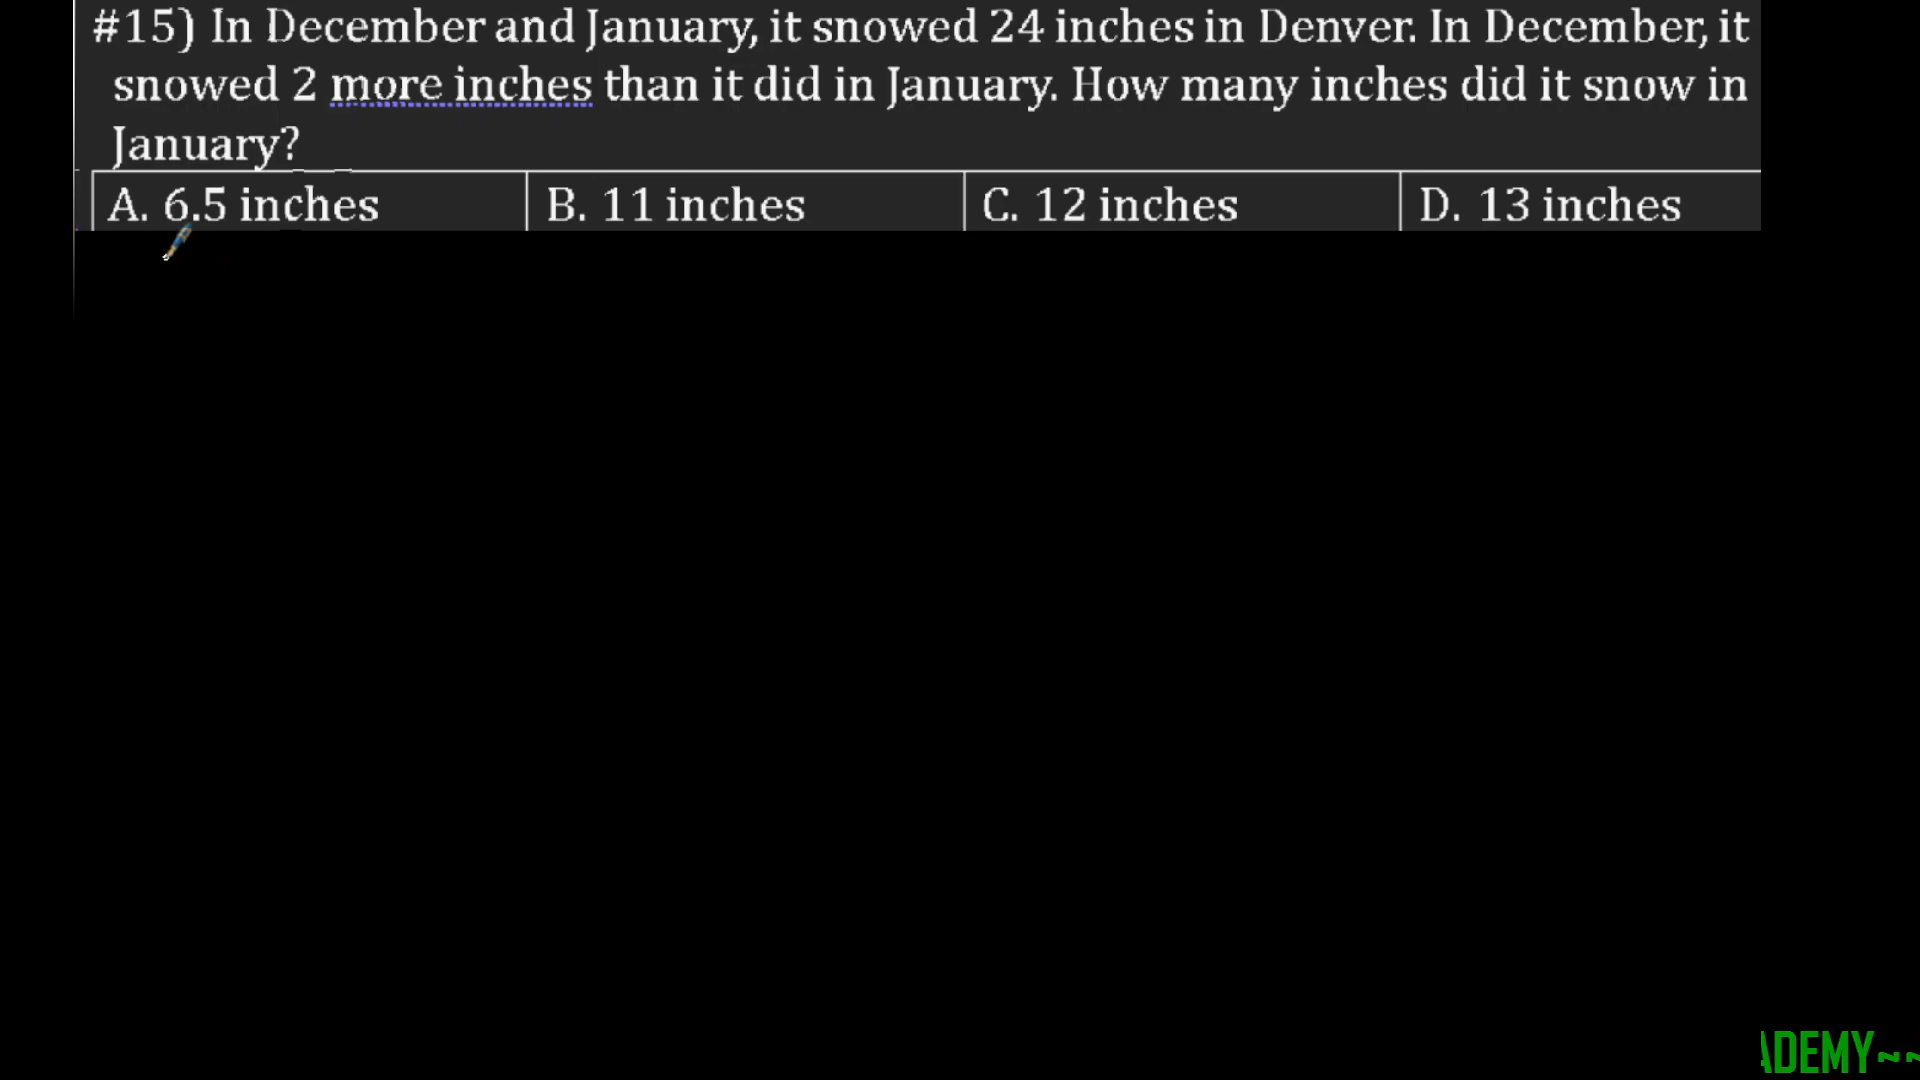 #15) In December and January, it snowed 24 inches in Denver. In December, it
snowed 2 more inches than it did in January. How many inches did it snow in
January?
A. 6.5 inches B. 11 inches C. 12 inches D. 13 inches
ADEMY~~